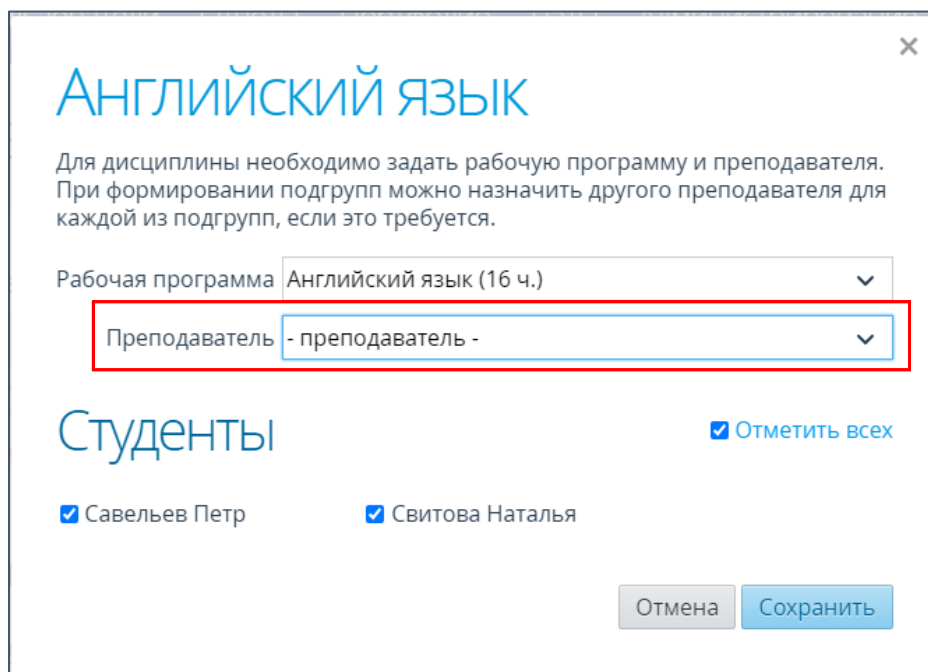 Английский язык
Для дисциплины необходимо задать рабочую программу и преподавателя.
При формировании подгрупп можно назначить другого преподавателя для
каждой из подгрупп, если это требуется.
Рабочая программа Английский язык (16 ч.)
Преподаватель - преподаватель -
Студенты Отметить всех
Савельев Петр Свитова Наталья
Отмена Сохранить